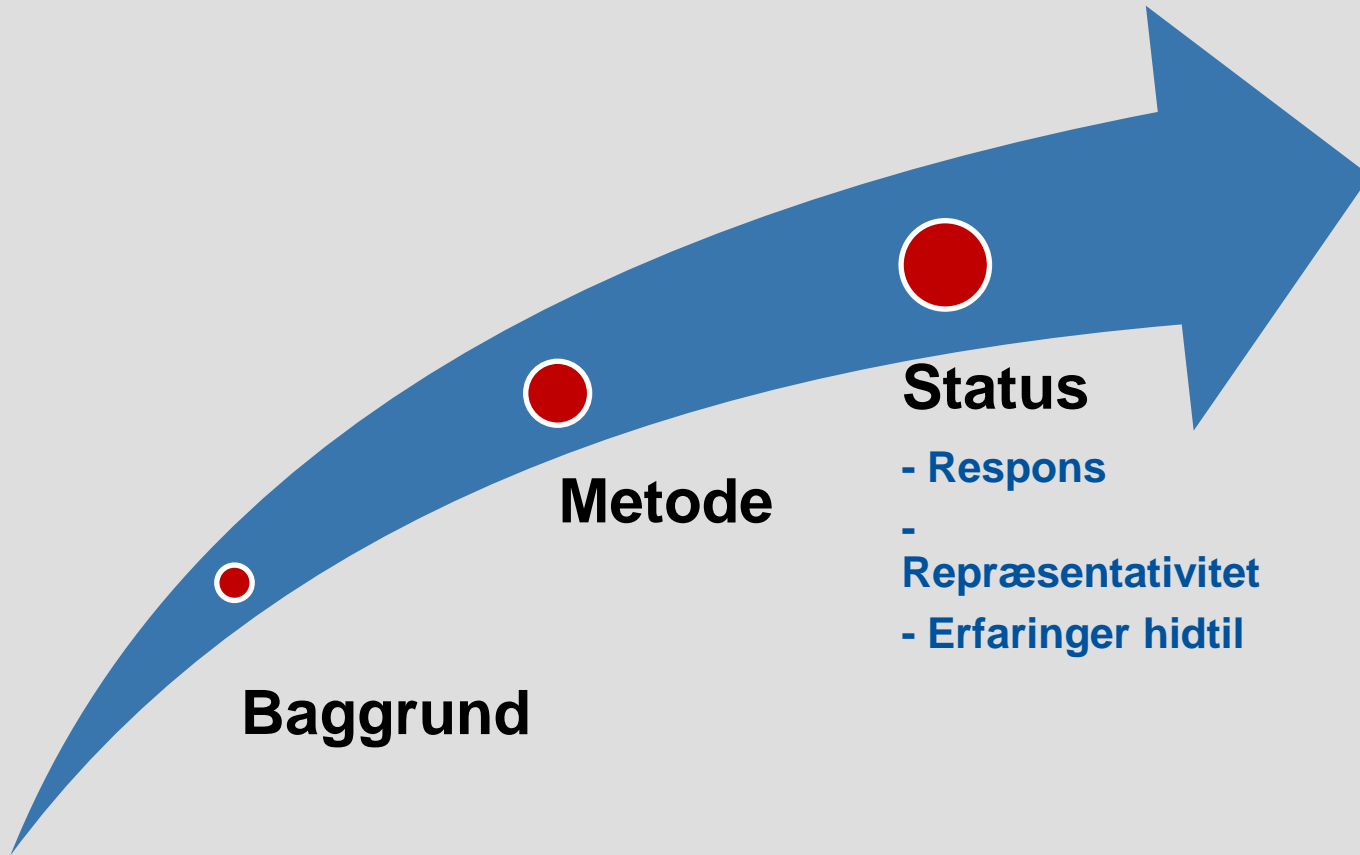 Baggrund
Metode
Status
- Respons
-
Repræsentativitet
- Erfaringer hidtil